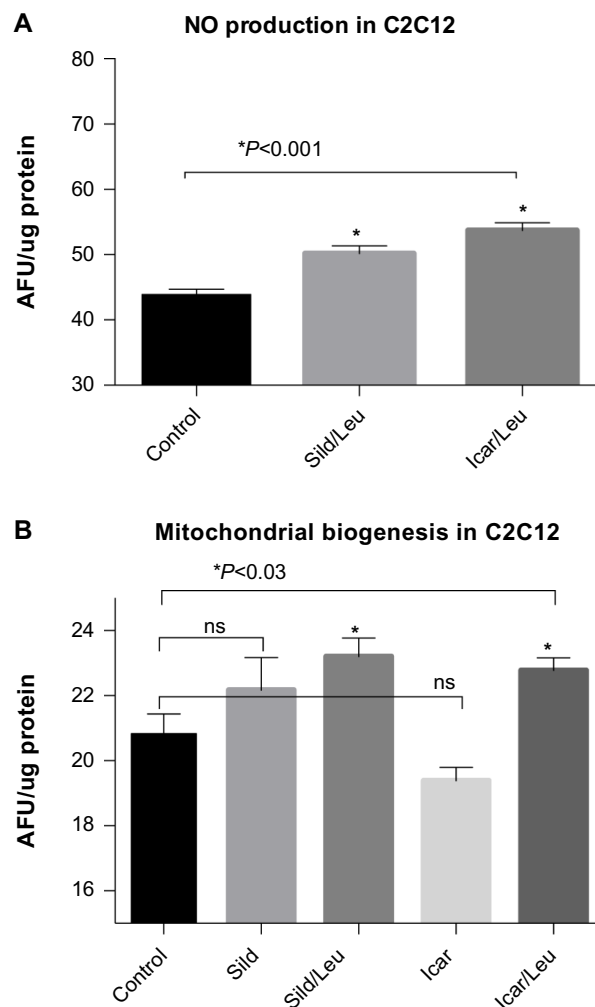 A
NO production in C2C12
AFU/ug protein
80
70
60
50
40
30
*P<0.001
*
*
Control
Sild/Leu
Icar/Leu
B
Mitochondrial biogenesis in C2C12
AFU/ug protein
24
22
20
18
16
*P<0.03
ns
*
ns
*
Control
Sild
Sild/Leu
Icar
Icar/Leu